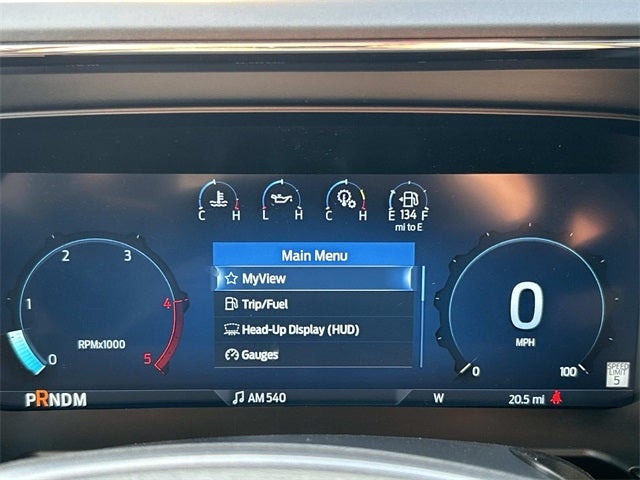 C H L H C H E 134 F
mi to E
Main Menu
MyView
Trip/Fuel
Head-Up Display (HUD)
Gauges
2 3
1 4
0 5
RPMx1000
0
MPH
0 100
SPEED
LIMIT
5
PRNDM
AM 540
W
20.5 mi